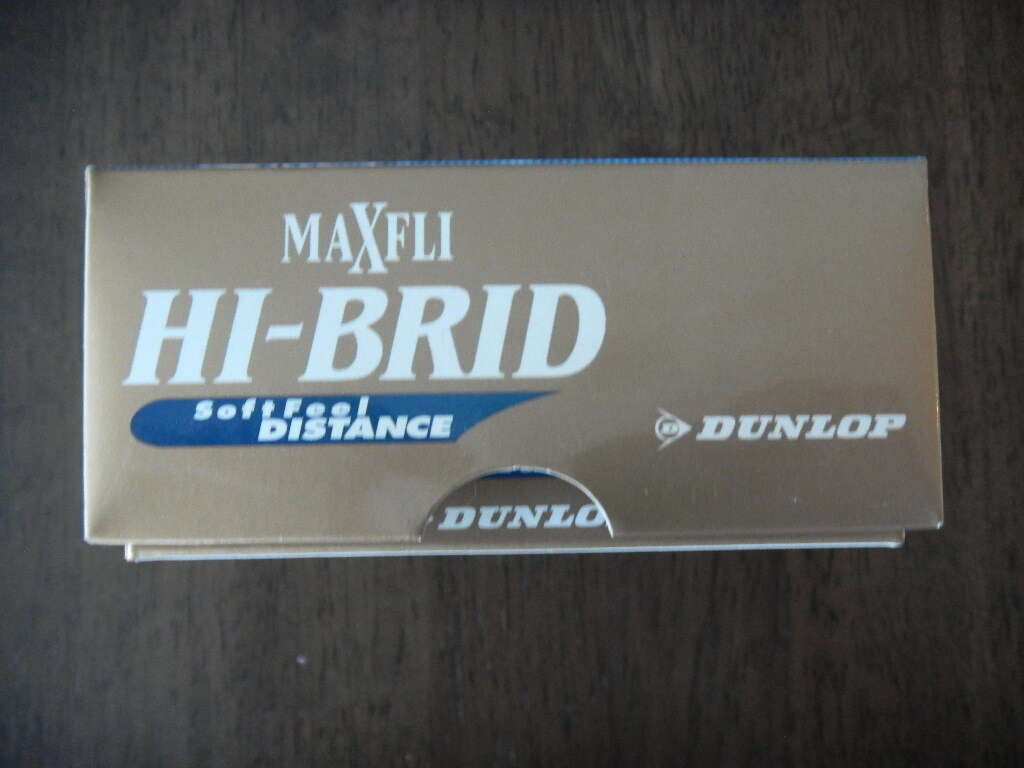 MAXFLI
HI-BRID
Soft Feel
DISTANCE
DUNLOP
DUNLO